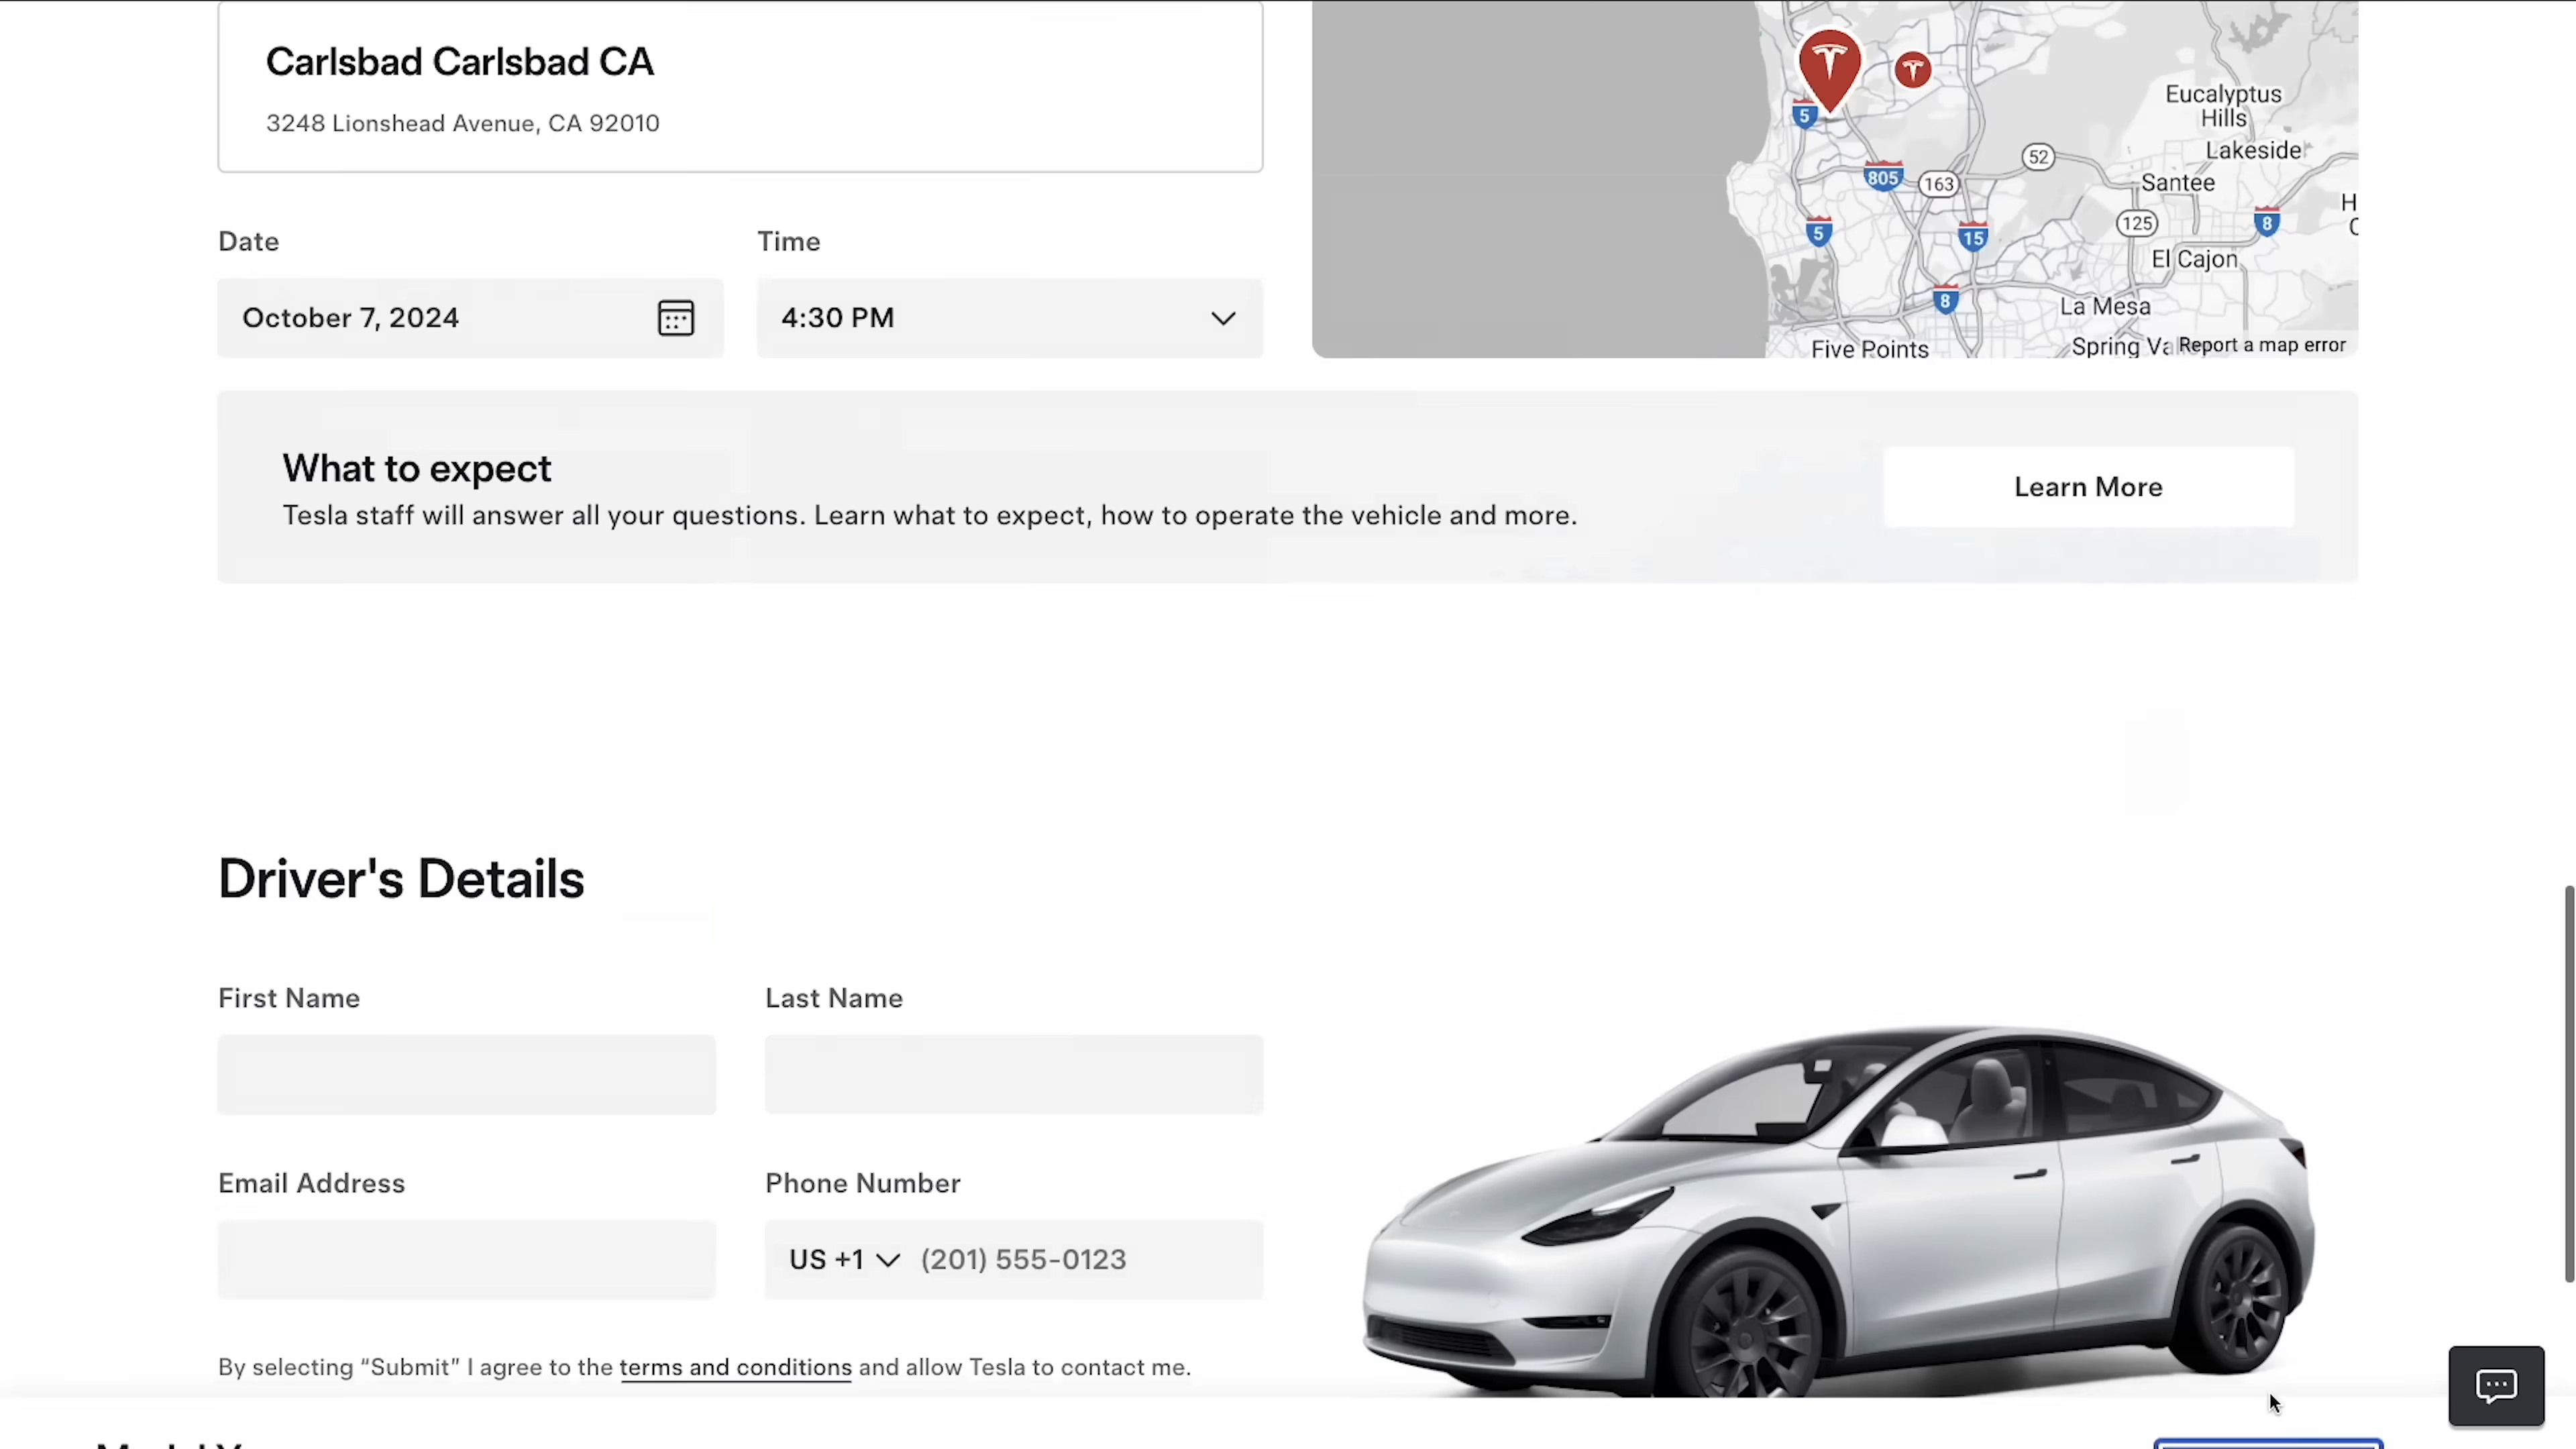 Carlsbad Carlsbad CA
3248 Lionshead Avenue, CA 92010
Eucalyptus
Hills
Lakeside
5
52
805
163
Santee
H
125
8
5
15
C
El Cajon
8
La Mesa
Five Points
Spring Va
Report a map error
Date
Time
October 7, 2024
4:30 PM
What to expect
Tesla staff will answer all your questions. Learn what to expect, how to operate the vehicle and more.
Learn More
Driver's Details
First Name
Last Name
Email Address
Phone Number
US +1
(201) 555-0123
By selecting “Submit” I agree to the terms and conditions and allow Tesla to contact me.